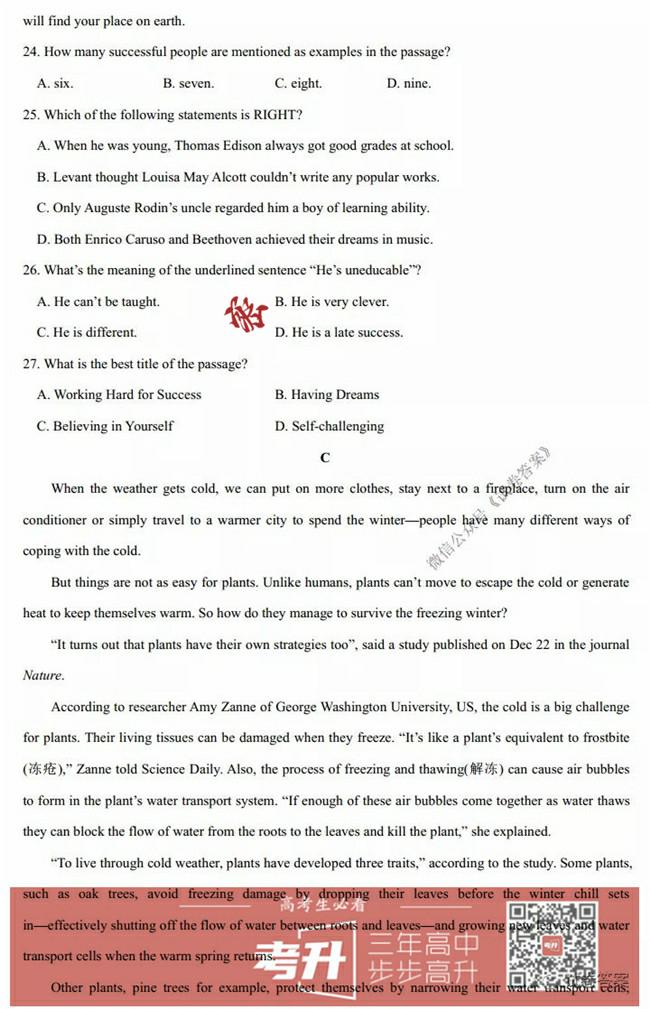 will find your place on earth.
24. How many successful people are mentioned as examples in the passage?
A. six. B. seven. C. eight. D. nine.
25. Which of the following statements is RIGHT?
A. When he was young, Thomas Edison always got good grades at school.
B. Levant thought Louisa May Alcott couldn't write any popular works.
C. Only Auguste Rodin's uncle regarded him a boy of learning ability.
D. Both Enrico Caruso and Beethoven achieved their dreams in music.
26. What's the meaning of the underlined sentence “He's uneducable”?
A. He can't be taught. B. He is very clever.
密
C. He is different. D. He is a late success.
27. What is the best title of the passage?
A. Working Hard for Success B. Having Dreams
C. Believing in Yourself D. Self-challenging
C
When the weather gets cold, we can put on more clothes, stay next to a fireplace, turn on the air
conditioner or simply travel to a warmer city to spend the winter—people have many different ways of
coping with the cold.
微信公众号《试卷答案》
But things are not as easy for plants. Unlike humans, plants can't move to escape the cold or generate
heat to keep themselves warm. So how do they manage to survive the freezing winter?
“It turns out that plants have their own strategies too”, said a study published on Dec 22 in the journal
Nature.
According to researcher Amy Zanne of George Washington University, US, the cold is a big challenge
for plants. Their living tissues can be damaged when they freeze. “It's like a plant's equivalent to frostbite
(冻疮),” Zanne told Science Daily. Also, the process of freezing and thawing(解冻) can cause air bubbles
to form in the plant's water transport system. “If enough of these air bubbles come together as water thaws
they can block the flow of water from the roots to the leaves and kill the plant,” she explained.
“To live through cold weather, plants have developed three traits,” according to the study. Some plants,
such as oak trees, avoid freezing damage by dropping their leaves before the winter chill sets
高考生必看
in—effectively shutting off the flow of water between roots and leaves—and growing new leaves and water
考升 三年高中
transport cells when the warm spring returns.
步步高升
考升
答案
Other plants, pine trees for example, protect themselves by narrowing their water transport cells;